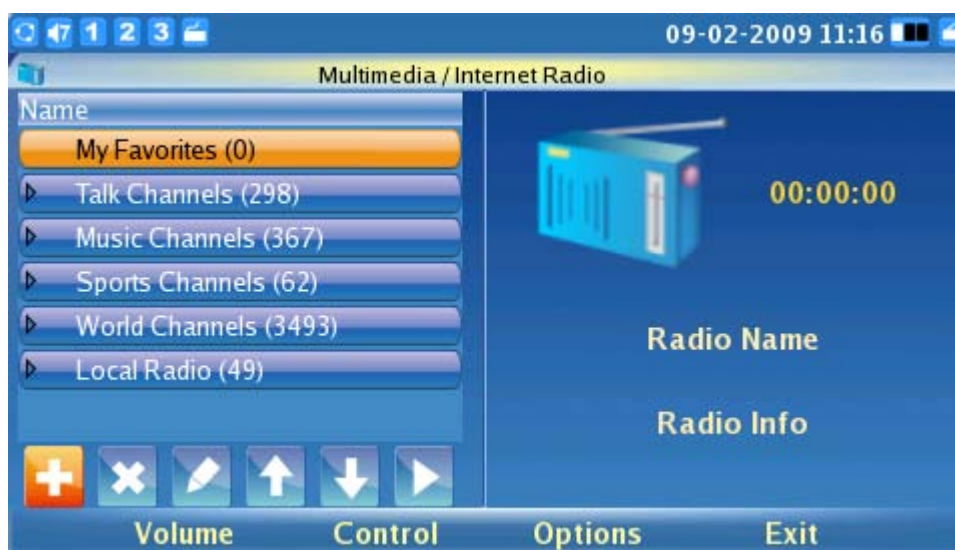 7 1 2 3 09-02-2009 11:16
Multimedia / Internet Radio
Name
My Favorites (0)
Talk Channels (298)
Music Channels (367)
Sports Channels (62)
World Channels (3493)
Local Radio (49)
00:00:00
Radio Name
Radio Info
Volume Control Options Exit